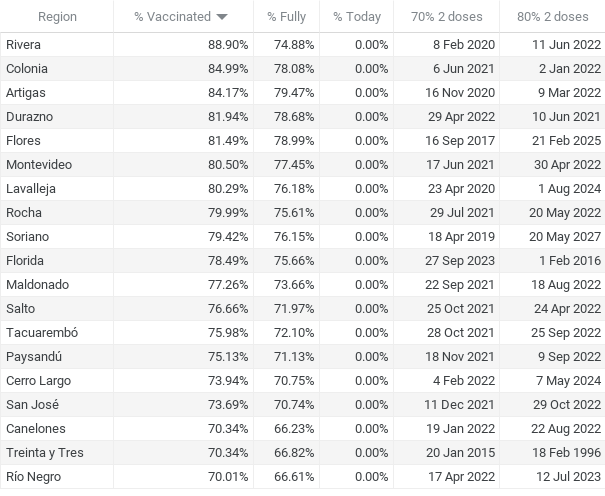 Region % Vaccinated % Fully % Today 70% 2 doses 80% 2 doses
Rivera 88.90% 74.88% 0.00% 8 Feb 2020 11 Jun 2022
Colonia 84.99% 78.08% 0.00% 6 Jun 2021 2 Jan 2022
Artigas 84.17% 79.47% 0.00% 16 Nov 2020 9 Mar 2022
Durazno 81.94% 78.68% 0.00% 29 Apr 2022 10 Jun 2021
Flores 81.49% 78.99% 0.00% 16 Sep 2017 21 Feb 2025
Montevideo 80.50% 77.45% 0.00% 17 Jun 2021 30 Apr 2022
Lavalleja 80.29% 76.18% 0.00% 23 Apr 2020 1 Aug 2024
Rocha 79.99% 75.61% 0.00% 29 Jul 2021 20 May 2022
Soriano 79.42% 76.15% 0.00% 18 Apr 2019 20 May 2027
Florida 78.49% 75.66% 0.00% 27 Sep 2023 1 Feb 2016
Maldonado 77.26% 73.66% 0.00% 22 Sep 2021 18 Aug 2022
Salto 76.66% 71.97% 0.00% 25 Oct 2021 24 Apr 2022
Tacuarembó 75.98% 72.10% 0.00% 28 Oct 2021 25 Sep 2022
Paysandú 75.13% 71.13% 0.00% 18 Nov 2021 9 Sep 2022
Cerro Largo 73.94% 70.75% 0.00% 4 Feb 2022 7 May 2024
San José 73.69% 70.74% 0.00% 11 Dec 2021 29 Oct 2022
Canelones 70.34% 66.23% 0.00% 19 Jan 2022 22 Aug 2022
Treinta y Tres 70.34% 66.82% 0.00% 20 Jan 2015 18 Feb 1996
Río Negro 70.01% 66.61% 0.00% 17 Apr 2022 12 Jul 2023